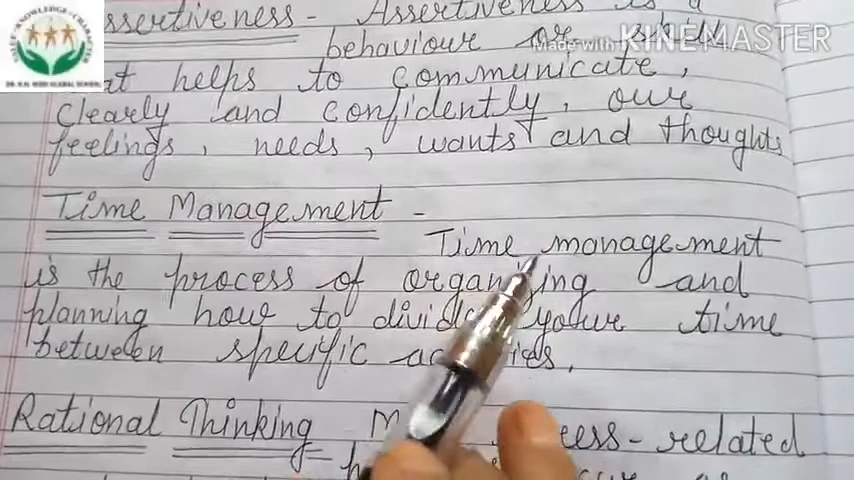 Assertiveness - Assertiveness is a
behaviour or skill
that helps to communicate,
clearly and confidently, our
feelings, needs, wants and thoughts
Time Management -
Time management
is the process of organizing and
planning how to divide your time
between specific activities.
Rational Thinking
-related
Made with KINEMASTER